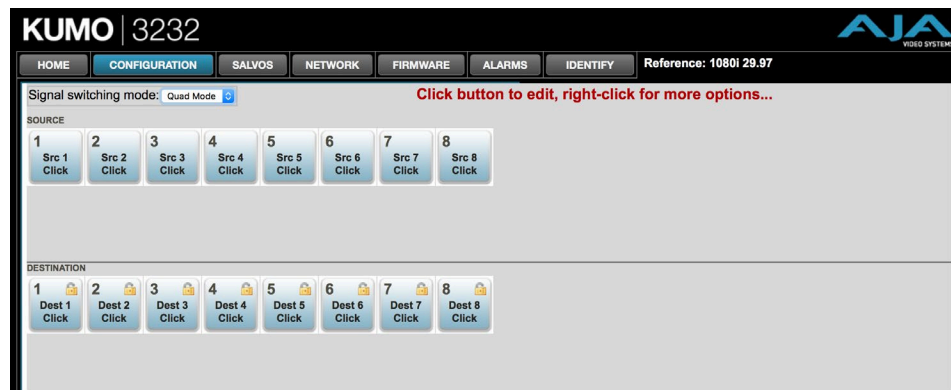 KUMO | 3232
AJA
VIDEO SYSTEM
HOME CONFIGURATION SALVOS NETWORK FIRMWARE ALARMS IDENTIFY Reference: 1080i 29.97
Signal switching mode: Quad Mode Click button to edit, right-click for more options...
SOURCE
1 2 3 4 5 6 7 8
Src 1 Src 2 Src 3 Src 4 Src 5 Src 6 Src 7 Src 8
Click Click Click Click Click Click Click Click
DESTINATION
1 2 3 4 5 6 7 8
Dest 1 Dest 2 Dest 3 Dest 4 Dest 5 Dest 6 Dest 7 Dest 8
Click Click Click Click Click Click Click Click